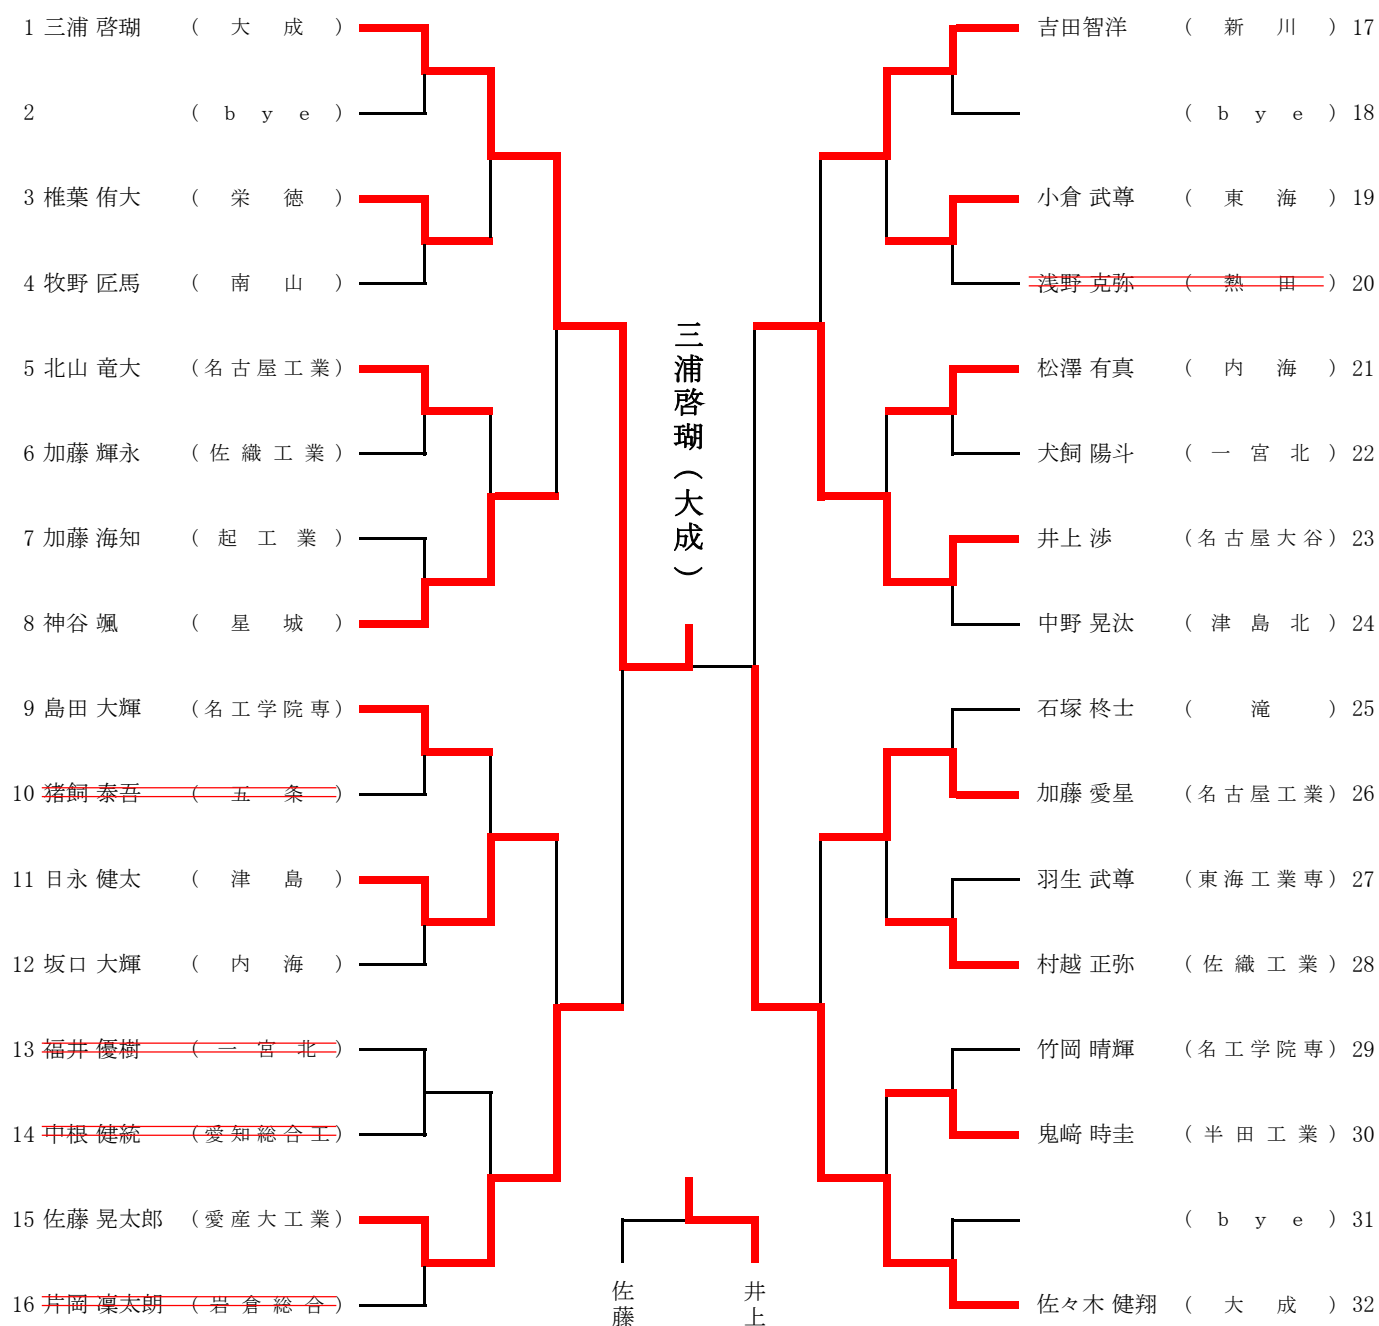 1 三浦 啓瑚 ( 大 成 )
2 ( b y e )
3 椎葉 侑大 ( 栄 徳 )
4 牧野 匠馬 ( 南 山 )
5 北山 竜大 (名古屋工業)
6 加藤 輝永 ( 佐織工業 )
7 加藤 海知 ( 起 工 業 )
8 神谷 颯 ( 星 城 )
9 島田 大輝 (名工学院専)
10 猪飼 泰吾 ( 五 条 )
11 日永 健太 ( 津 島 )
12 坂口 大輝 ( 内 海 )
13 福井 優樹 ( 一 宮 北 )
14 中根 健統 (愛知総合工)
15 佐藤 晃太郎 (愛産大工業)
16 片岡 凜太朗 ( 岩倉総合 )
三浦啓瑚（大成）
佐藤
井上
吉田智洋 ( 新 川 ) 17
( b y e ) 18
小倉 武尊 ( 東 海 ) 19
浅野 克弥 ( 熱 田 ) 20
松澤 有真 ( 内 海 ) 21
犬飼 陽斗 ( 一 宮 北 ) 22
井上 渉 (名古屋大谷) 23
中野 晃汰 ( 津 島 北 ) 24
石塚 柊士 ( 滝 ) 25
加藤 愛星 (名古屋工業) 26
羽生 武尊 (東海工業専) 27
村越 正弥 ( 佐織工業 ) 28
竹岡 晴輝 (名工学院専) 29
鬼﨑 時圭 ( 半田工業 ) 30
( b y e ) 31
佐々木 健翔 ( 大 成 ) 32